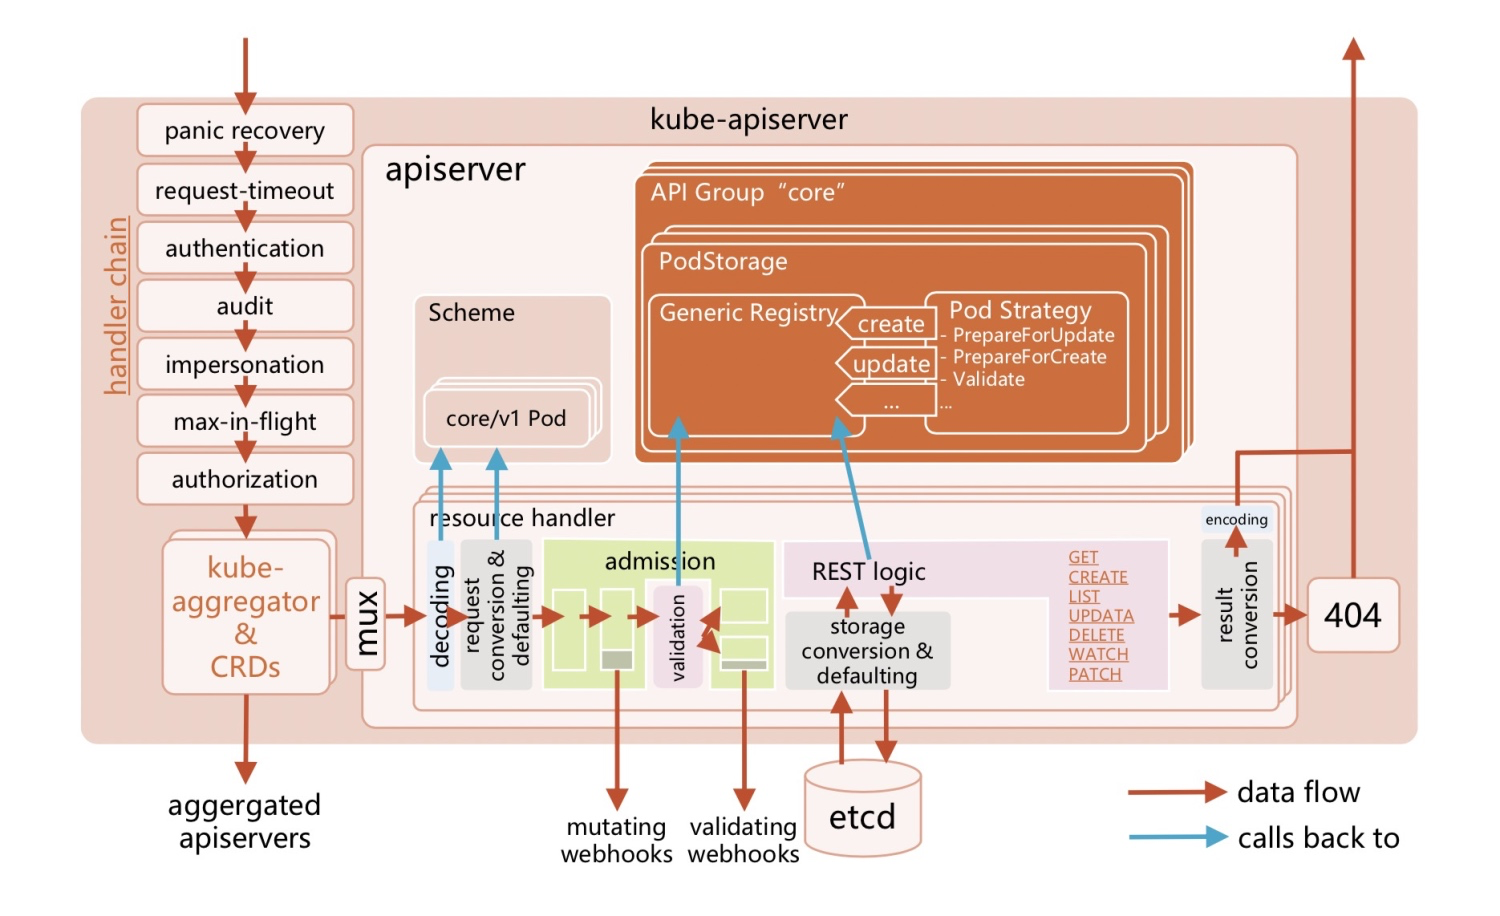 kube-apiserver
handler chain
panic recovery
request-timeout
authentication
audit
impersonation
max-in-flight
authorization
kube-
aggregator
&
CRDs
aggergated
apiservers
mux
apiserver
Scheme
core/v1 Pod
API Group “core”
PodStorage
Generic Registry
create
update
...
Pod Strategy
- PrepareForUpdate
- PrepareForCreate
- Validate
...
resource handler
decoding
request
conversion &
defaulting
admission
validation
mutating
webhooks
validating
webhooks
REST logic
storage
conversion &
defaulting
etcd
GET
CREATE
LIST
UPDATA
DELETE
WATCH
PATCH
encoding
result
conversion
404
data flow
calls back to